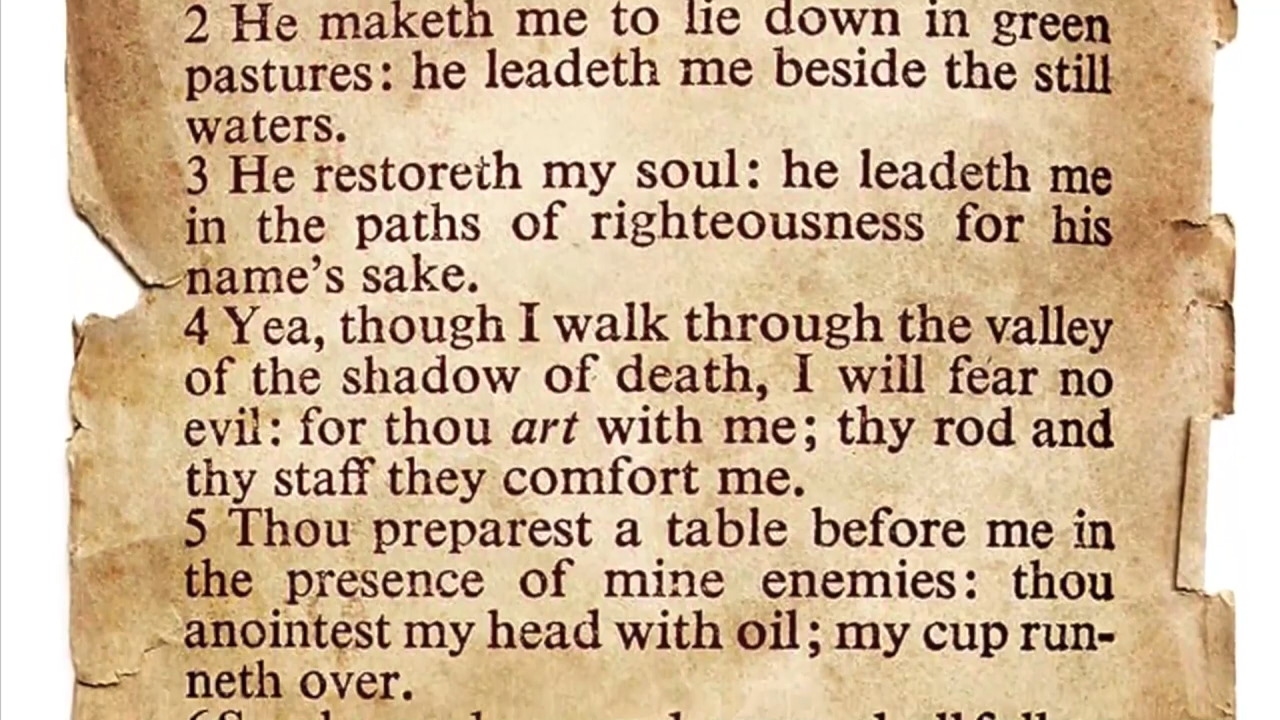 2 He maketh me to lie down in green
pastures: he leadeth me beside the still
waters.
3 He restoreth my soul: he leadeth me
in the paths of righteousness for his
name's sake.
4 Yea, though I walk through the valley
of the shadow of death, I will fear no
evil: for thou art with me; thy rod and
thy staff they comfort me.
5 Thou preparest a table before me in
the presence of mine enemies: thou
anointest my head with oil; my cup run-
neth over.